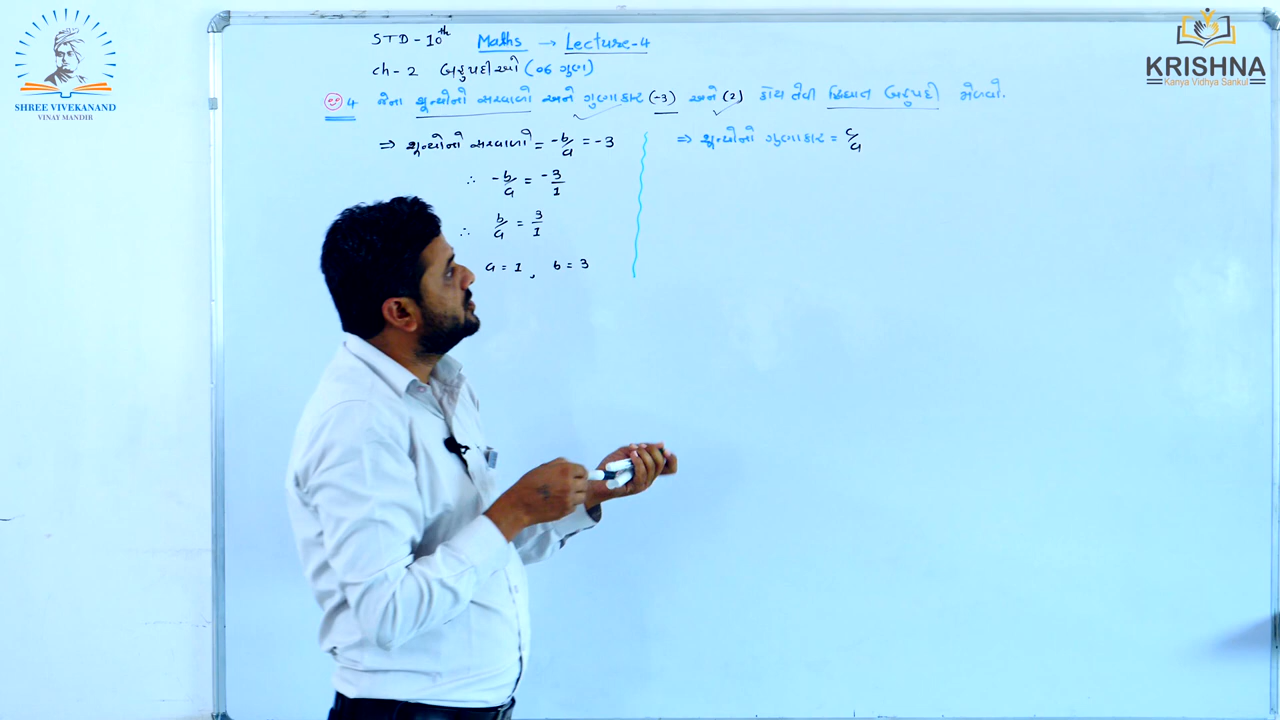 SHREE VIVEKANAND
VINAY MANDIR
KRISHNA
Kanya Vidhya Sankul
STD - 10th Maths → Lecture-4
ch - 2 બહુપદીઓ (06 ગુણ)
4 જેના શૂન્યોનો સરવાળો અને ગુણાકાર (-3) અને (2) હોય તેવી દ્વિઘાત બહુપદી મેળવો.
⇒ શૂન્યોનો સરવાળો = -b/a = -3
∴ -b/a = -3/1
∴ b/a = 3/1
a = 1 , b = 3
⇒ શૂન્યોનો ગુણાકાર = c/a